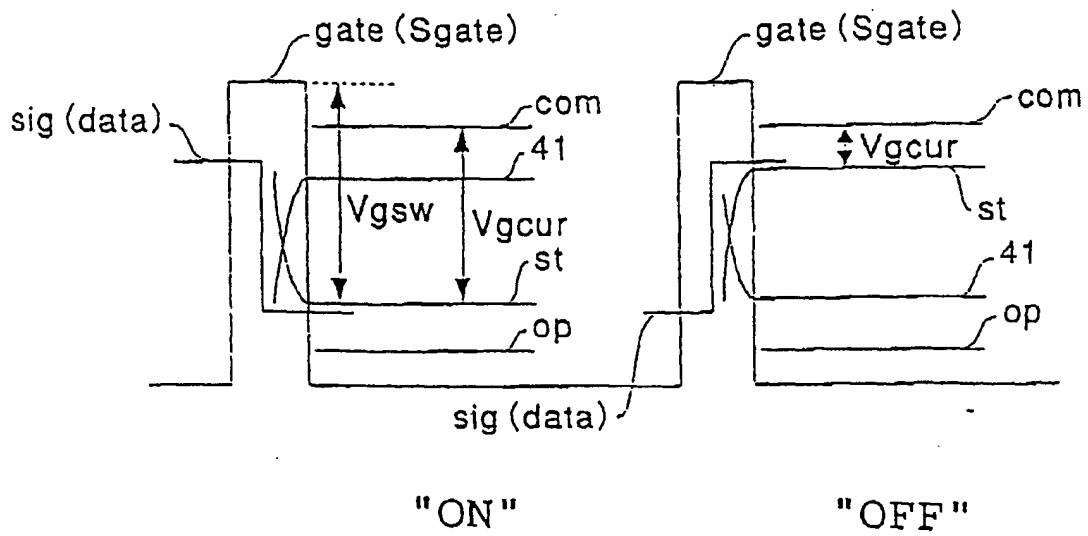 gate (Sgate)
gate (Sgate)
sig (data)
com
com
41
Vgcur
Vgsw
Vgcur
st
st
41
op
op
sig (data)
"ON"
"OFF"